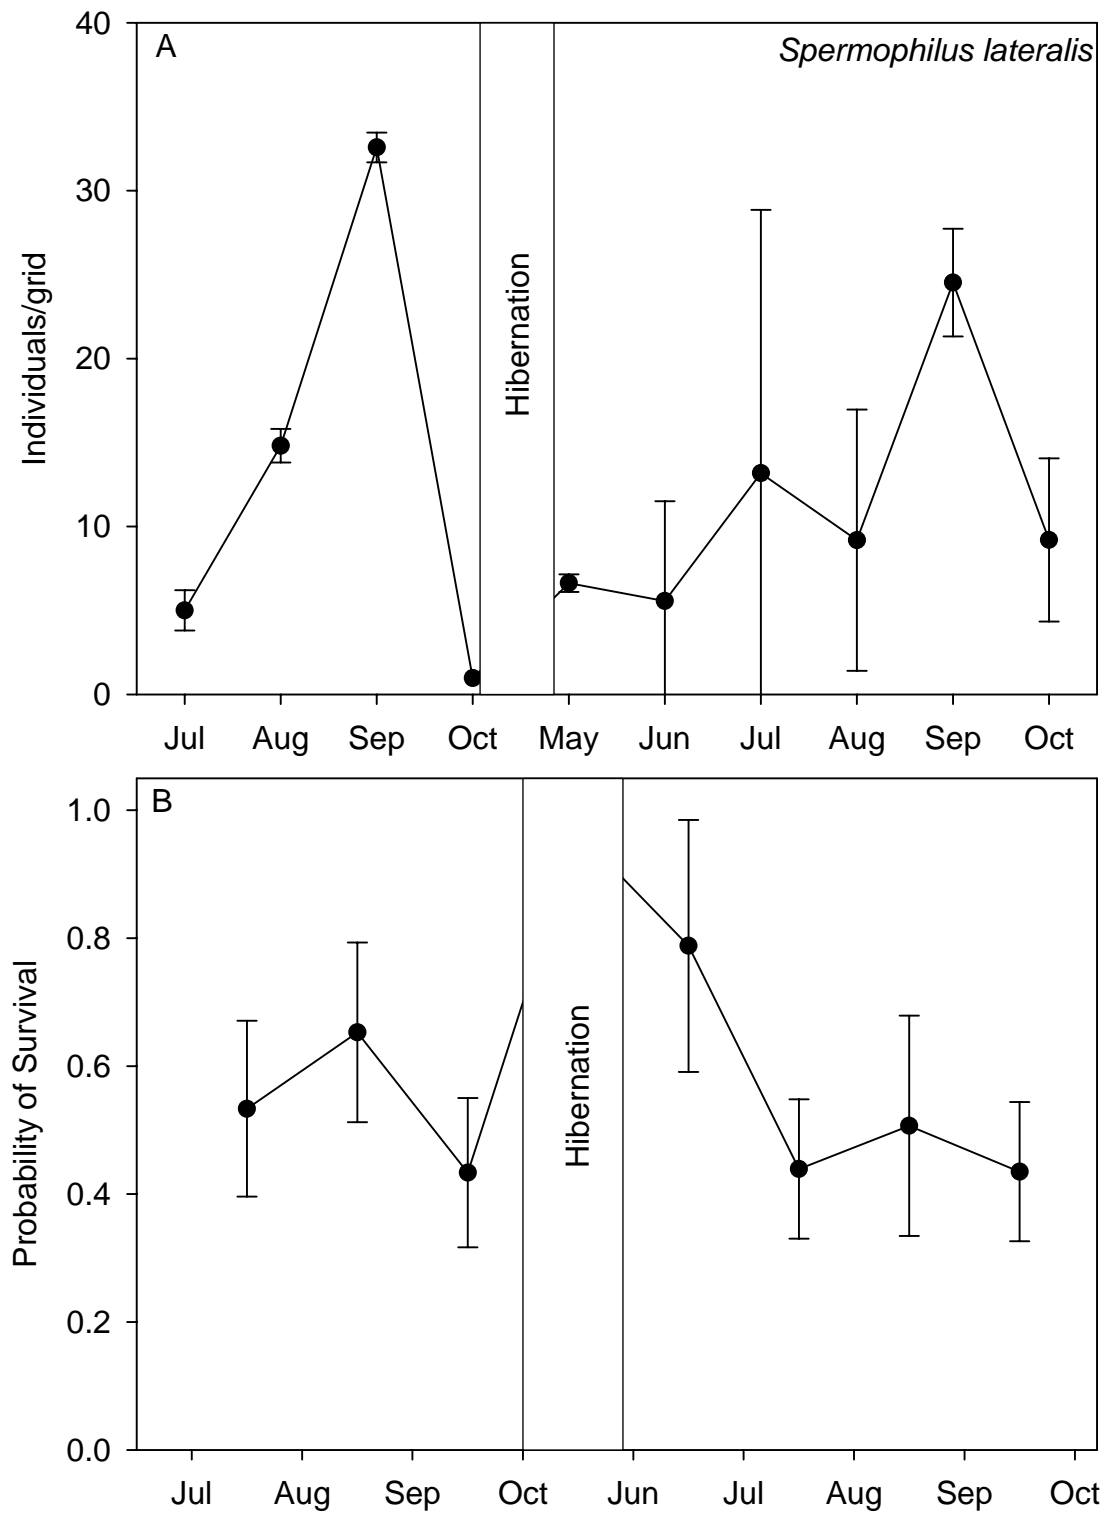 40
A
Spermophilus lateralis
30
20
10
0
Individuals/grid
Hibernation
Jul Aug Sep Oct May Jun Jul Aug Sep Oct
B
1.0
0.8
0.6
0.4
0.2
0.0
Probability of Survival
Hibernation
Jul Aug Sep Oct Jun Jul Aug Sep Oct